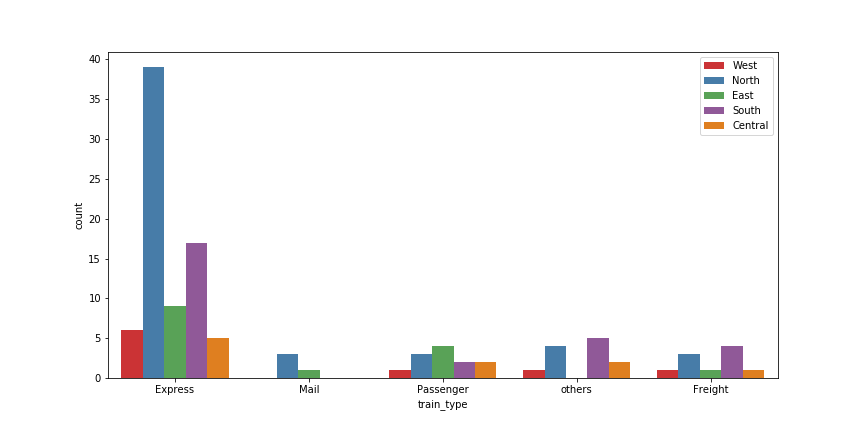 40
35
30
25
20
15
10
5
0
count
Express Mail Passenger others Freight
train_type
West
North
East
South
Central